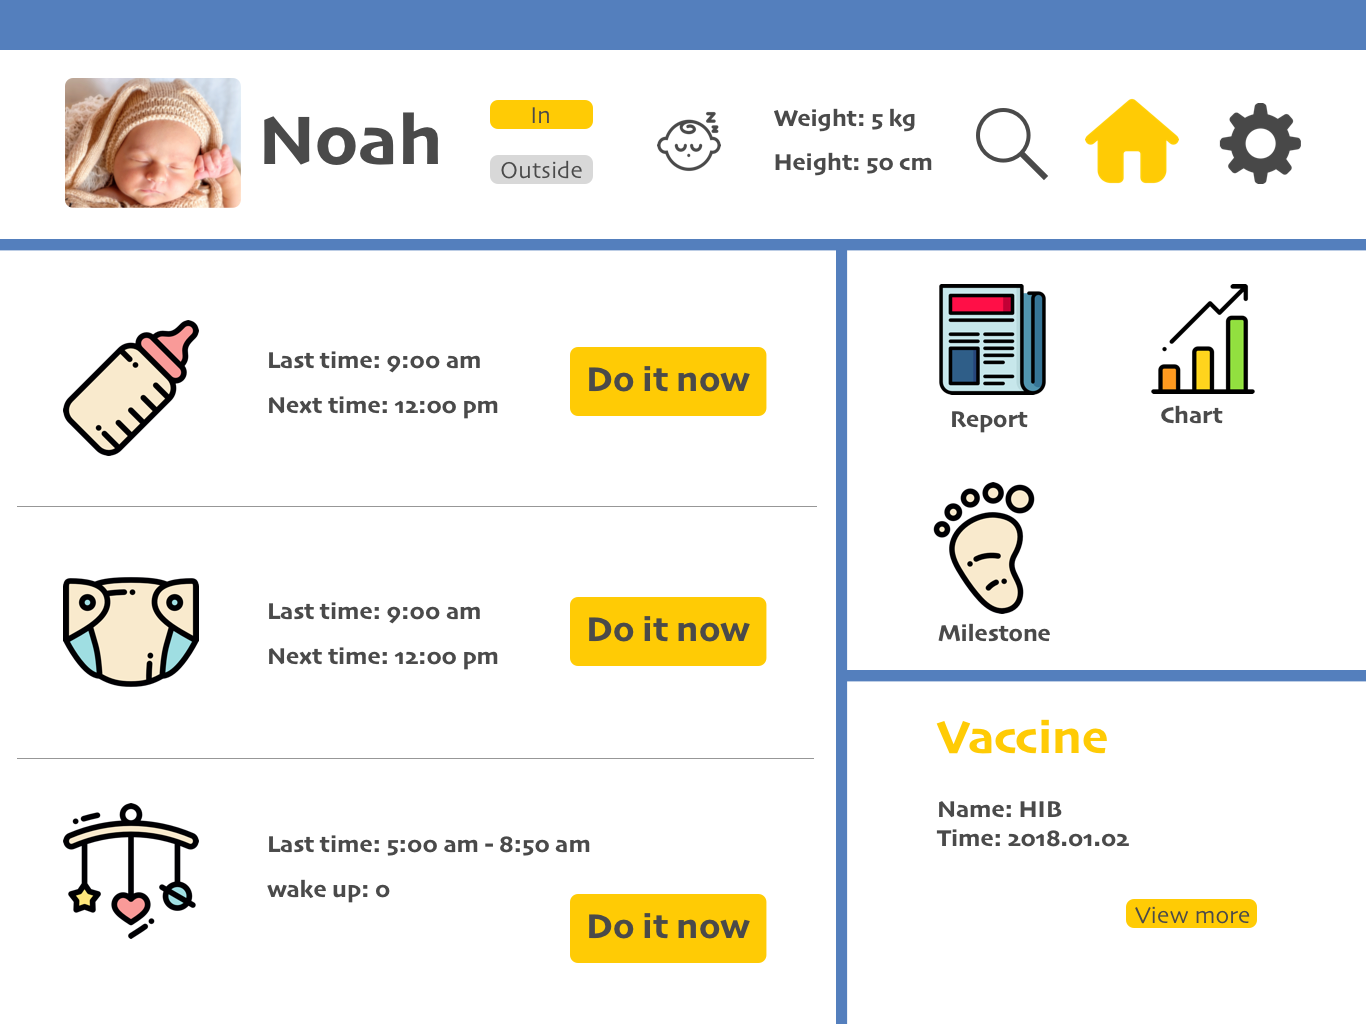 Noah
In
Outside
Weight: 5 kg
Height: 50 cm
Last time: 9:00 am
Next time: 12:00 pm
Do it now
Last time: 9:00 am
Next time: 12:00 pm
Do it now
Last time: 5:00 am - 8:50 am
wake up: 0
Do it now
Report
Chart
Milestone
Vaccine
Name: HIB
Time: 2018.01.02
View more